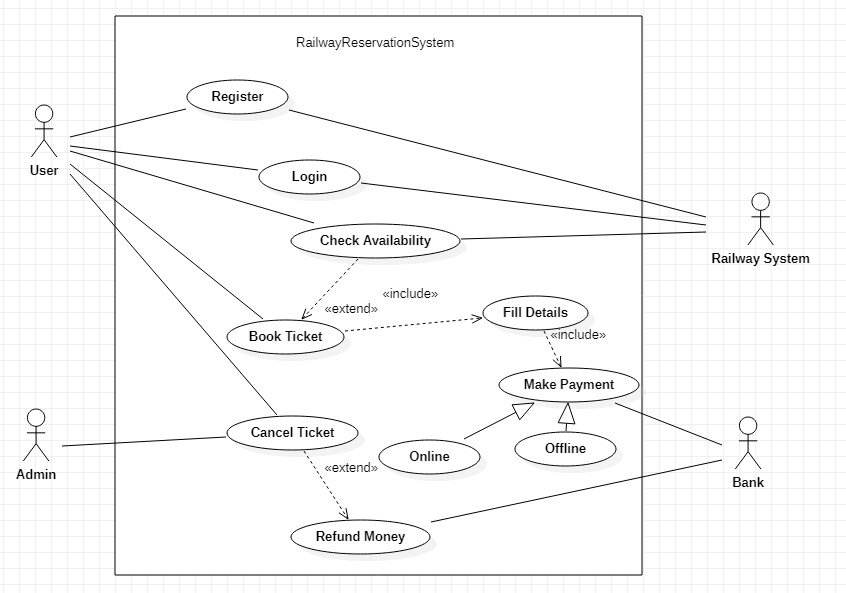 RailwayReservationSystem
Register
User
Login
Check Availability
Railway System
«include»
«extend»
Fill Details
Book Ticket
«include»
Make Payment
Cancel Ticket
Online
Offline
«extend»
Admin
Bank
Refund Money